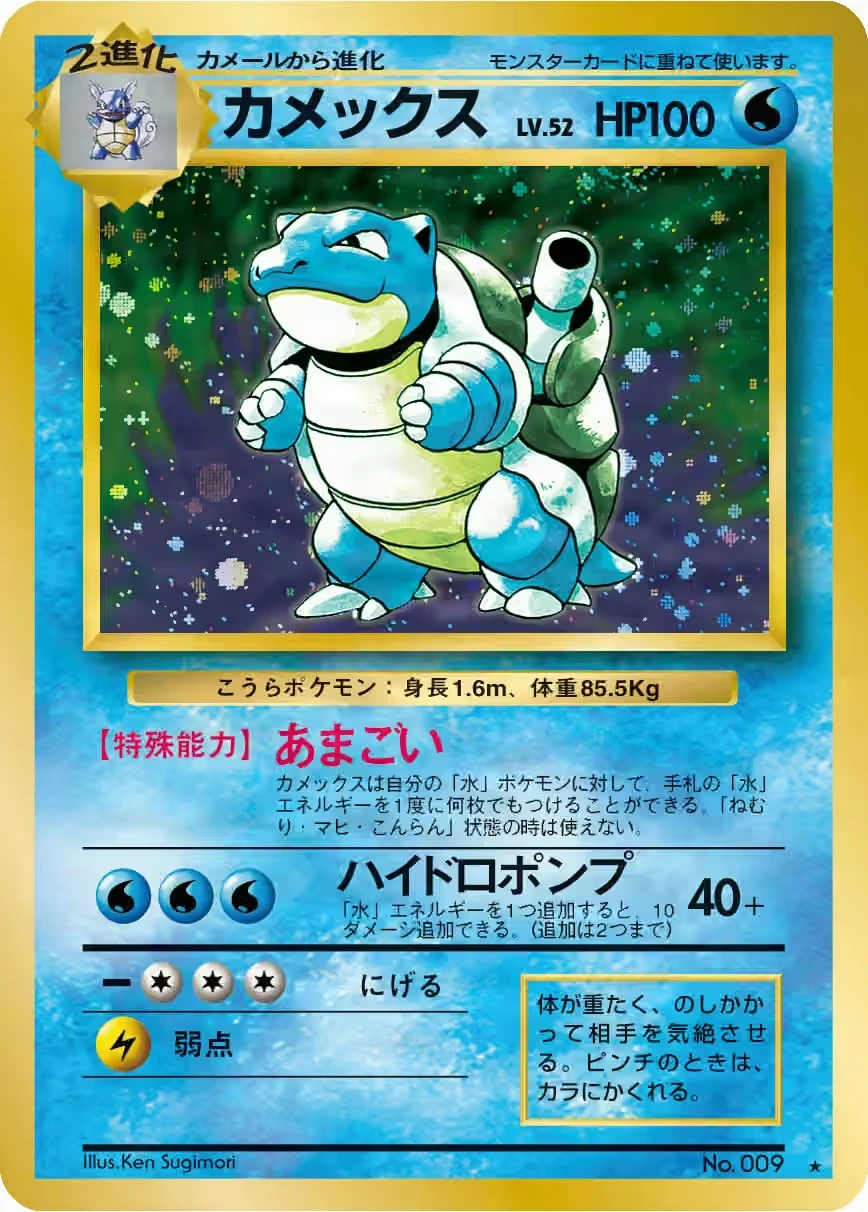 2進化
カメールから進化
モンスターカードに重ねて使います。
カメックス LV.52 HP100
こうらポケモン：身長1.6m、体重85.5Kg
【特殊能力】 あまごい
カメックスは自分の「水」ポケモンに対して、手札の「水」
エネルギーを1度に何枚でもつけることができる。「ねむ
り・マヒ・こんらん」状態の時は使えない。
ハイドロポンプ 40+
「水」エネルギーを1つ追加すると、10
ダメージ追加できる。（追加は2つまで）
にげる
弱点
体が重たく、のしかか
って相手を気絶させ
る。ピンチのときは、
カラにかくれる。
Illus.Ken Sugimori
No.009 ★